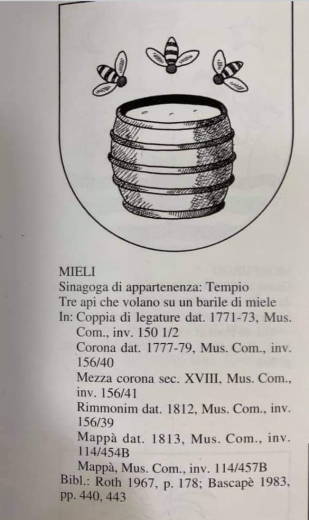 MIELI
Sinagoga di appartenenza: Tempio
Tre api che volano su un barile di miele
In: Coppia di legature dat. 1771-73, Mus.
Com., inv. 150 1/2
Corona dat. 1777-79, Mus. Com., inv.
156/40
Mezza corona sec. XVIII, Mus. Com.,
inv. 156/41
Rimmonim dat. 1812, Mus. Com., inv.
156/39
Mappà dat. 1813, Mus. Com., inv.
114/454B
Mappà, Mus. Com., inv. 114/457B
Bibl.: Roth 1967, p. 178; Bascapè 1983,
pp. 440, 443